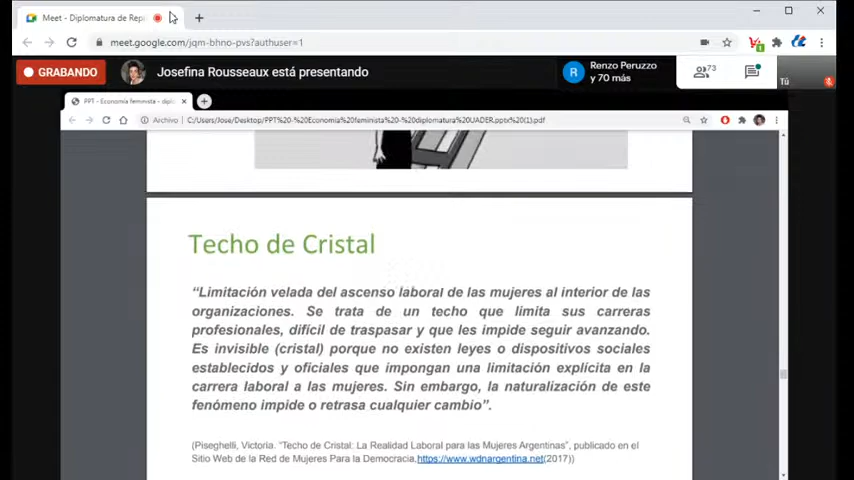 Meet - Diplomatura de Rep
meet.google.com/jqm-bhno-pvs?authuser=1
1
GRABANDO
Josefina Rousseaux está presentando
R
Renzo Peruzzo
y 70 más
73
Tú
PPT - Economía feminista - diplo
Archivo
C:/Users/Jose/Desktop/PPT%20-%20Economia%20feminista%20-%20diplomatura%20UADER.pptx%20(1).pdf
Techo de Cristal
“Limitación velada del ascenso laboral de las mujeres al interior de las
organizaciones. Se trata de un techo que limita sus carreras
profesionales, difícil de traspasar y que les impide seguir avanzando.
Es invisible (cristal) porque no existen leyes o dispositivos sociales
establecidos y oficiales que impongan una limitación explícita en la
carrera laboral a las mujeres. Sin embargo, la naturalización de este
fenómeno impide o retrasa cualquier cambio”.
(Piseghelli, Victoria. “Techo de Cristal: La Realidad Laboral para las Mujeres Argentinas”, publicado en el
Sitio Web de la Red de Mujeres Para la Democracia,https://www.wdnargentina.net(2017))